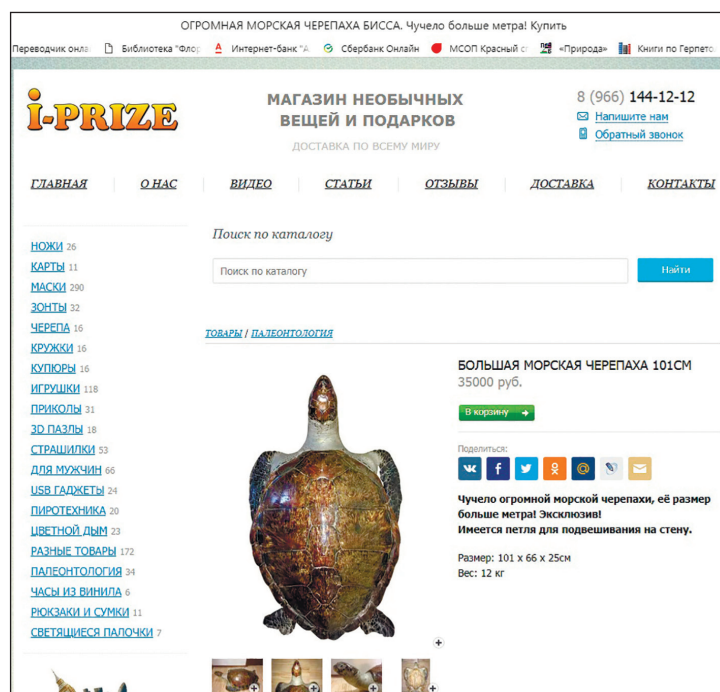 ОГРОМНАЯ МОРСКАЯ ЧЕРЕПАХА БИССА. Чучело больше метра! Купить
Переводчик онла Библиотека "Флор Интернет-банк "А Сбербанк Онлайн МСОП Красный сп «Природа» Книги по Герпето
i-PRIZE
МАГАЗИН НЕОБЫЧНЫХ
ВЕЩЕЙ И ПОДАРКОВ
ДОСТАВКА ПО ВСЕМУ МИРУ
8 (966) 144-12-12
Напишите нам
Обратный звонок
ГЛАВНАЯ О НАС ВИДЕО СТАТЬИ ОТЗЫВЫ ДОСТАВКА КОНТАКТЫ
НОЖИ 26
КАРТЫ 11
МАСКИ 290
ЗОНТЫ 32
ЧЕРЕПА 16
КРУЖКИ 16
КУПЮРЫ 16
ИГРУШКИ 118
ПРИКОЛЫ 31
3D ПАЗЛЫ 18
СТРАШИЛКИ 53
ДЛЯ МУЖЧИН 66
USB ГАДЖЕТЫ 24
ПИРОТЕХНИКА 20
ЦВЕТНОЙ ДЫМ 23
РАЗНЫЕ ТОВАРЫ 172
ПАЛЕОНТОЛОГИЯ 34
ЧАСЫ ИЗ ВИНИЛА 6
РЮКЗАКИ И СУМКИ 11
СВЕТЯЩИЕСЯ ПАЛОЧКИ 7
Поиск по каталогу
Поиск по каталогу Найти
ТОВАРЫ / ПАЛЕОНТОЛОГИЯ
БОЛЬШАЯ МОРСКАЯ ЧЕРЕПАХА 101СМ
35000 руб.
В корзину
Поделиться:
Чучело огромной морской черепахи, её размер
больше метра! Эксклюзив!
Имеется петля для подвешивания на стену.
Размер: 101 x 66 x 25см
Вес: 12 кг